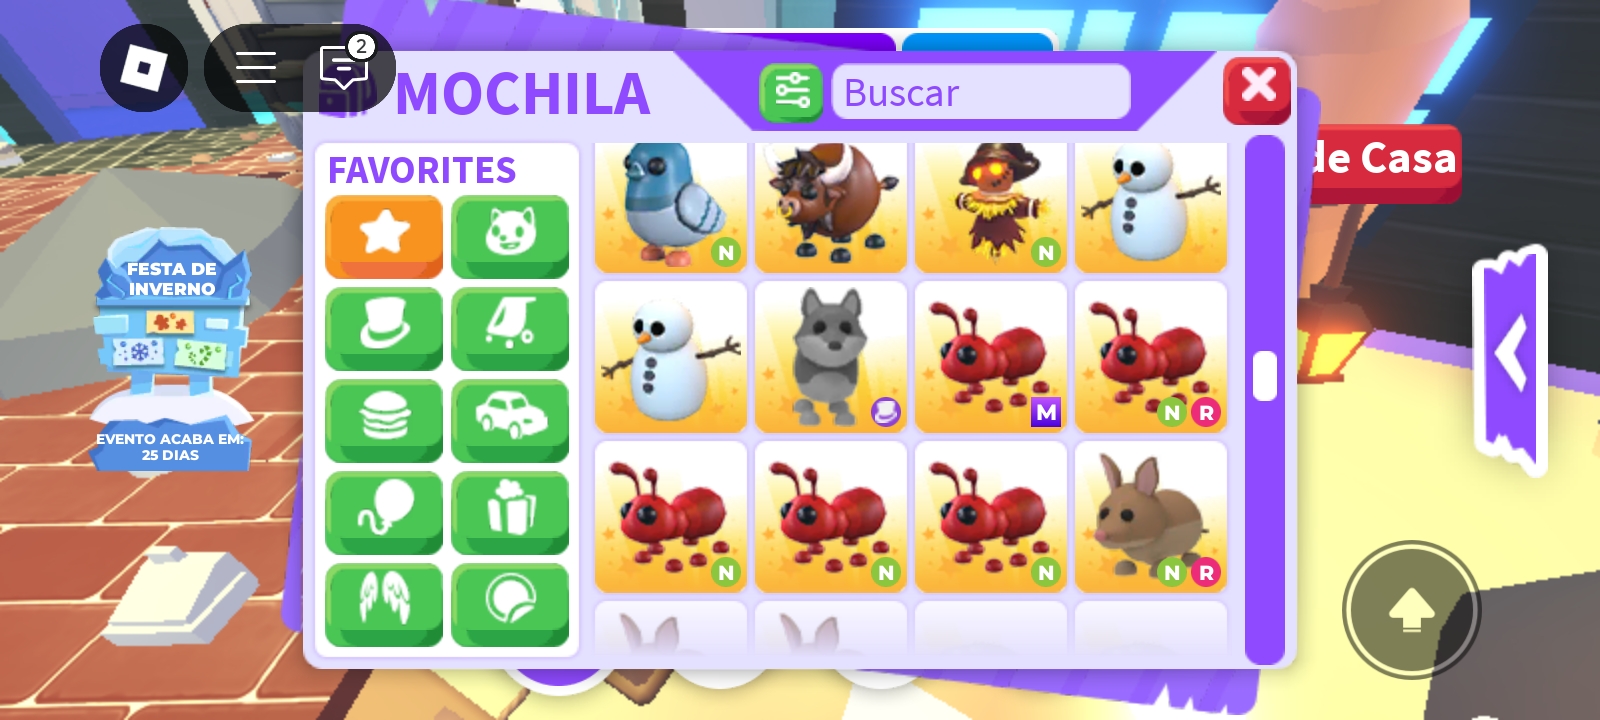 2
MOCHILA
Buscar
FAVORITES
de Casa
FESTA DE
INVERNO
EVENTO ACABA EM:
25 DIAS
N
N
M
N R
N
N
N
N R